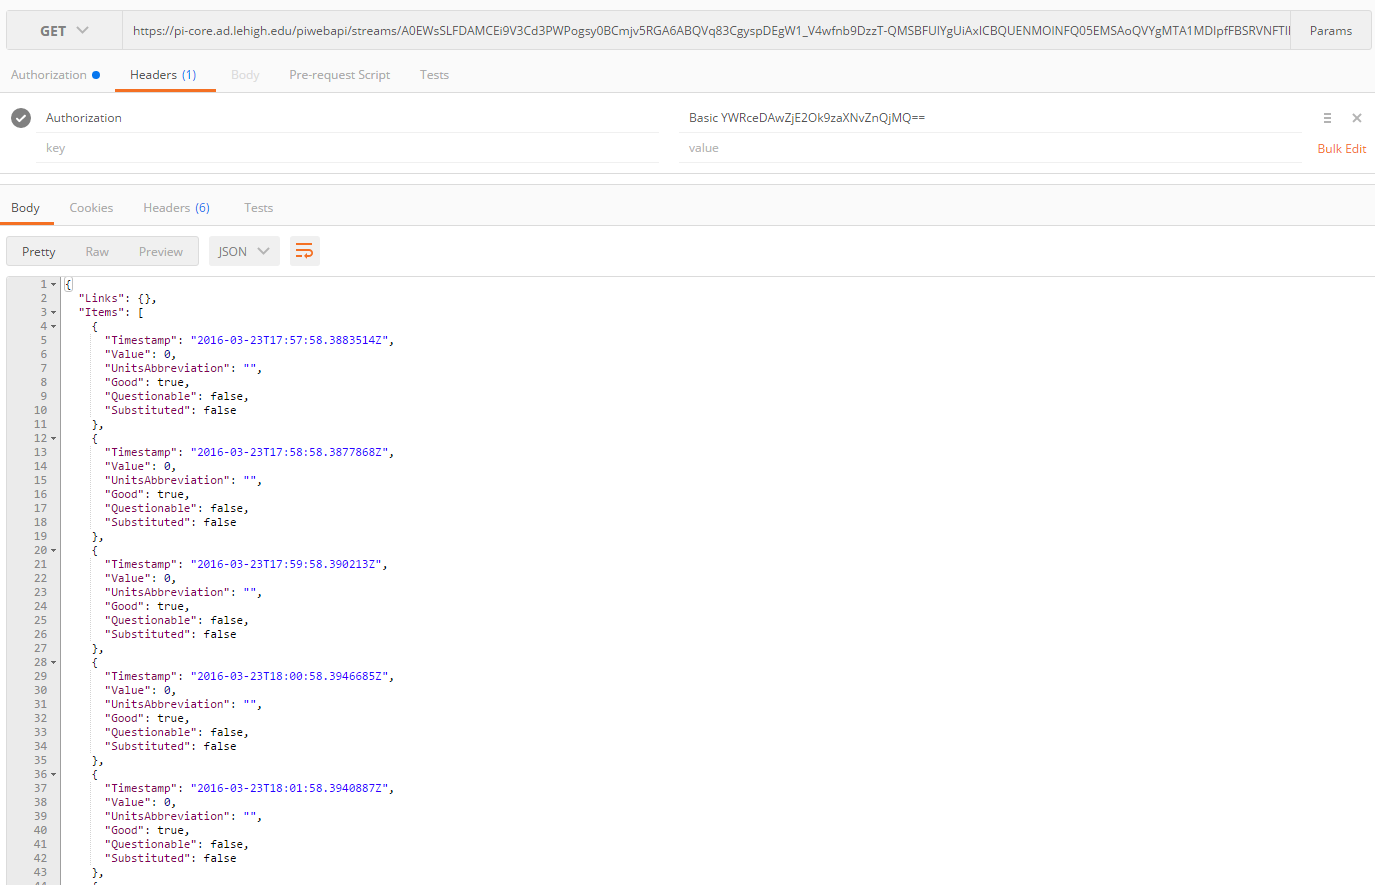 GET
https://pi-core.ad.lehigh.edu/piwebapi/streams/A0EWsSLFDAMCEi9V3Cd3PWPogsy0BCmjv5RGA6ABQVq83CgyspDEgW1_V4wfnb9DzzT-QMSBFUlYgUiAxICBQUENMOlNFQ05EMSAoQVYgMTA1MDIpfFBSRVNFTI
Params
Authorization
Headers (1)
Body
Pre-request Script
Tests
Authorization
Basic YWRceDAwZjE2Ok9zaXNvZnQjMQ==
key
value
Bulk Edit
Body
Cookies
Headers (6)
Tests
Pretty
Raw
Preview
JSON
1 {
2 "Links": {},
3 "Items": [
4 {
5 "Timestamp": "2016-03-23T17:57:58.3883514Z",
6 "Value": 0,
7 "UnitsAbbreviation": "",
8 "Good": true,
9 "Questionable": false,
10 "Substituted": false
11 },
12 {
13 "Timestamp": "2016-03-23T17:58:58.3877868Z",
14 "Value": 0,
15 "UnitsAbbreviation": "",
16 "Good": true,
17 "Questionable": false,
18 "Substituted": false
19 },
20 {
21 "Timestamp": "2016-03-23T17:59:58.390213Z",
22 "Value": 0,
23 "UnitsAbbreviation": "",
24 "Good": true,
25 "Questionable": false,
26 "Substituted": false
27 },
28 {
29 "Timestamp": "2016-03-23T18:00:58.3946685Z",
30 "Value": 0,
31 "UnitsAbbreviation": "",
32 "Good": true,
33 "Questionable": false,
34 "Substituted": false
35 },
36 {
37 "Timestamp": "2016-03-23T18:01:58.3940887Z",
38 "Value": 0,
39 "UnitsAbbreviation": "",
40 "Good": true,
41 "Questionable": false,
42 "Substituted": false
43 },